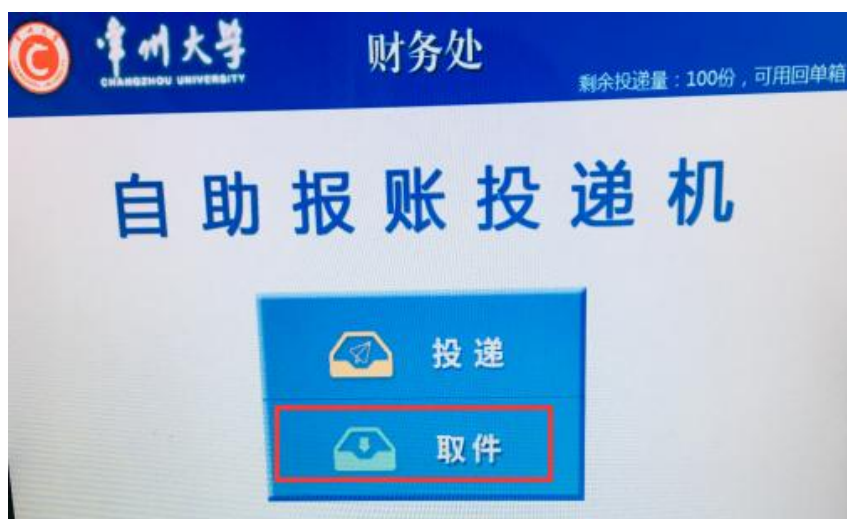 常州大学
CHANGZHOU UNIVERSITY
财务处
剩余投递量：100份，可用回单箱
自助报账投递机
投递
取件